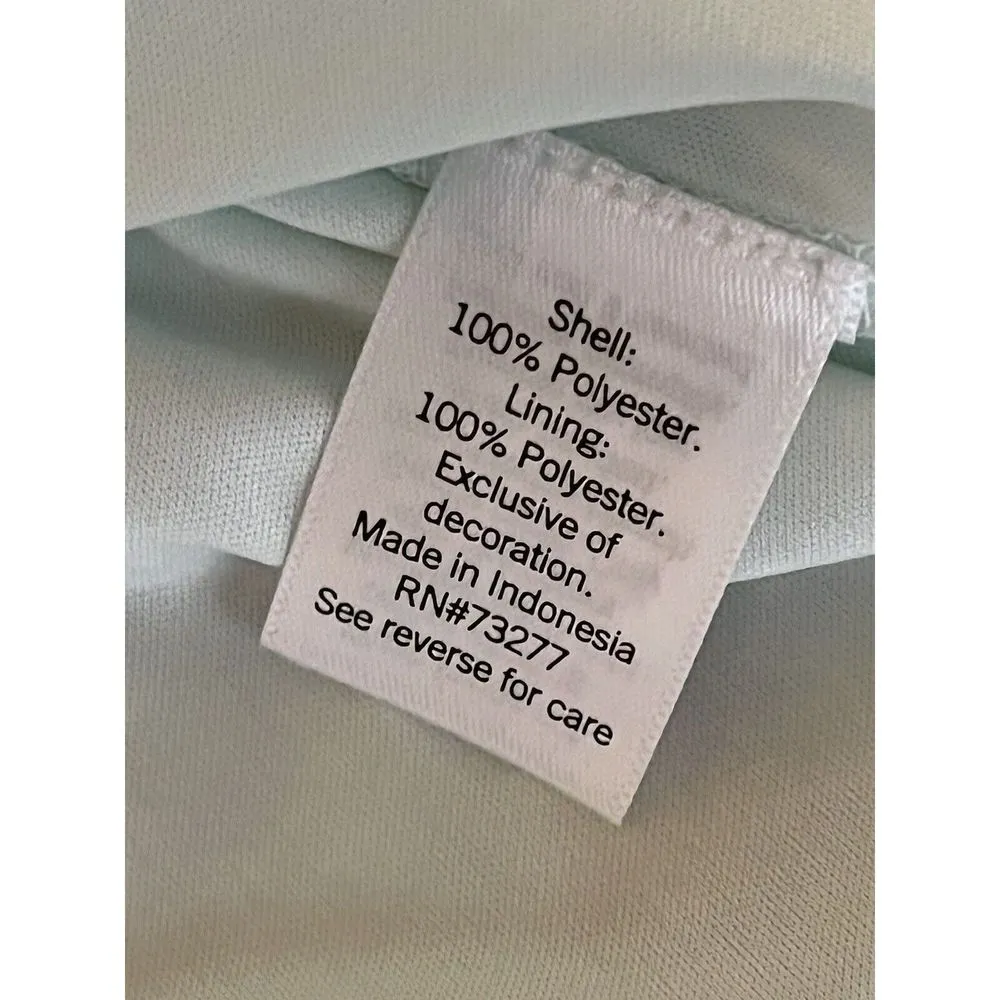 Shell:
100% Polyester.
Lining:
100% Polyester.
Exclusive of
decoration.
Made in Indonesia
RN#73277
See reverse for care